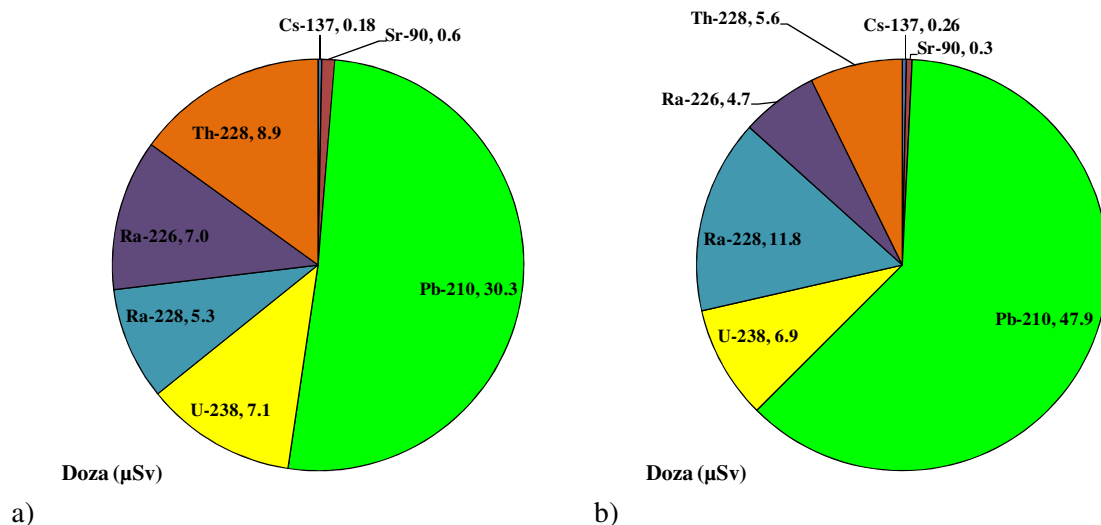 Cs-137, 0.18
Sr-90, 0.6
Th-228, 8.9
Ra-226, 7.0
Pb-210, 30.3
Ra-228, 5.3
U-238, 7.1
Doza (µSv)
a)
Th-228, 5.6
Cs-137, 0.26
Sr-90, 0.3
Ra-226, 4.7
Ra-228, 11.8
Pb-210, 47.9
U-238, 6.9
Doza (µSv)
b)